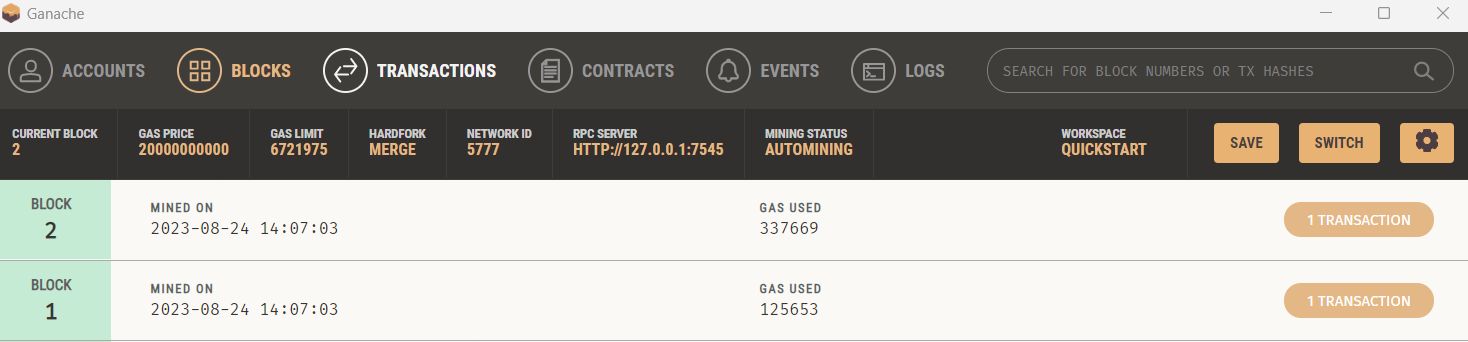 Ganache
ACCOUNTS BLOCKS TRANSACTIONS CONTRACTS EVENTS LOGS SEARCH FOR BLOCK NUMBERS OR TX HASHES
CURRENT BLOCK GAS PRICE GAS LIMIT HARDFORK NETWORK ID RPC SERVER MINING STATUS WORKSPACE
2 20000000000 6721975 MERGE 5777 HTTP://127.0.0.1:7545 AUTOMINING QUICKSTART
SAVE SWITCH
BLOCK MINED ON GAS USED
2 2023-08-24 14:07:03 337669 1 TRANSACTION
BLOCK MINED ON GAS USED
1 2023-08-24 14:07:03 125653 1 TRANSACTION